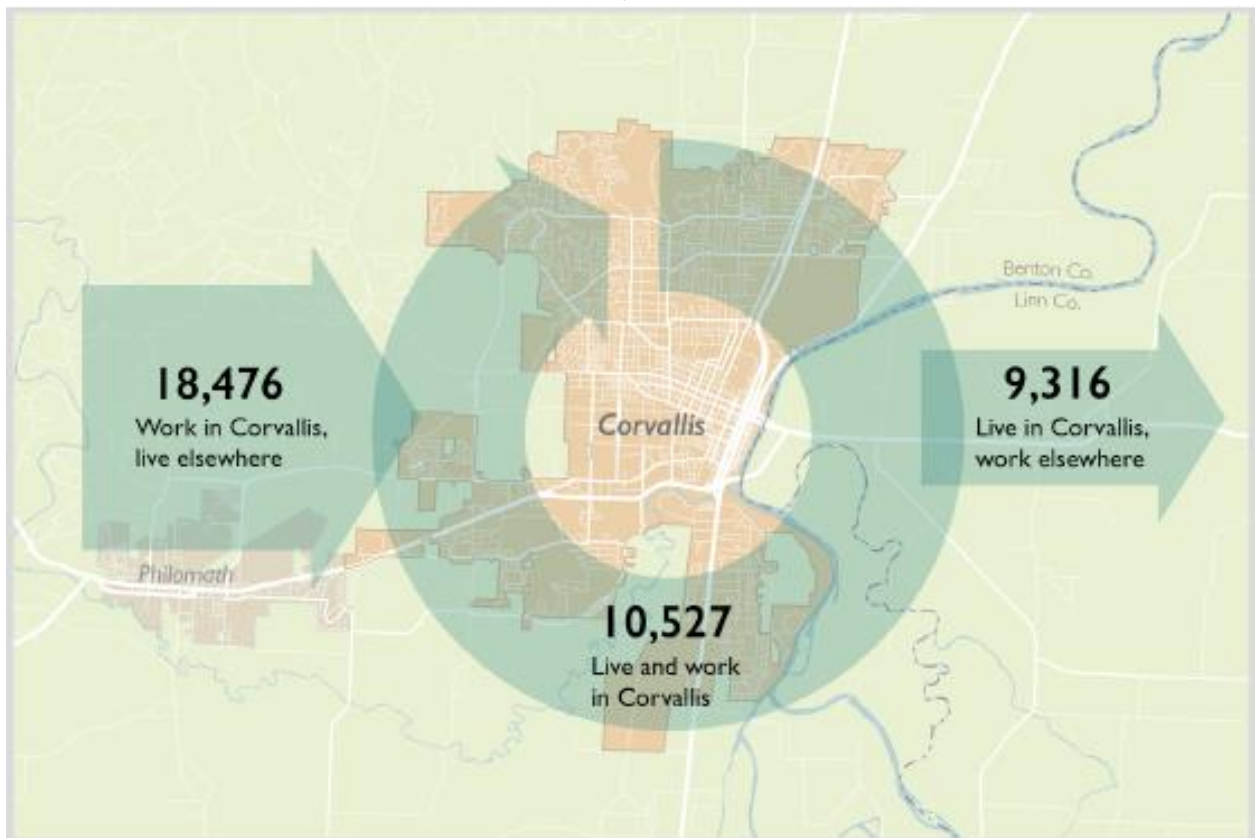 Benton Co.
Linn Co.
18,476
Work in Corvallis,
live elsewhere
Corvallis
9,316
Live in Corvallis,
work elsewhere
Philomath
10,527
Live and work
in Corvallis